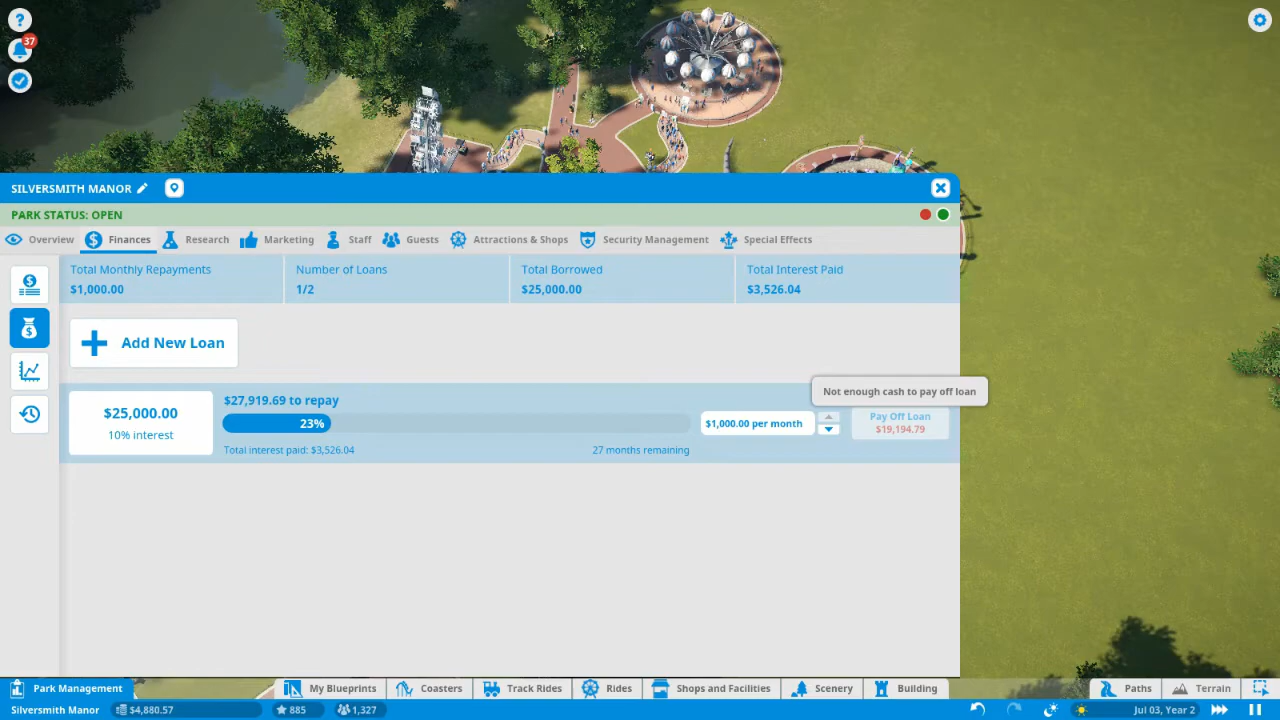 ?
37
SILVERSMITH MANOR
PARK STATUS: OPEN
Overview Finances Research Marketing Staff Guests Attractions & Shops Security Management Special Effects
Total Monthly Repayments Number of Loans Total Borrowed Total Interest Paid
$1,000.00 1/2 $25,000.00 $3,526.04
Add New Loan
Not enough cash to pay off loan
$25,000.00
10% interest
$27,919.69 to repay
23%
Total interest paid: $3,526.04 27 months remaining
$1,000.00 per month
Pay Off Loan
$19,194.79
Park Management My Blueprints Coasters Track Rides Rides Shops and Facilities Scenery Building Paths Terrain
Silversmith Manor $4,880.57 885 1,327 Jul 03, Year 2